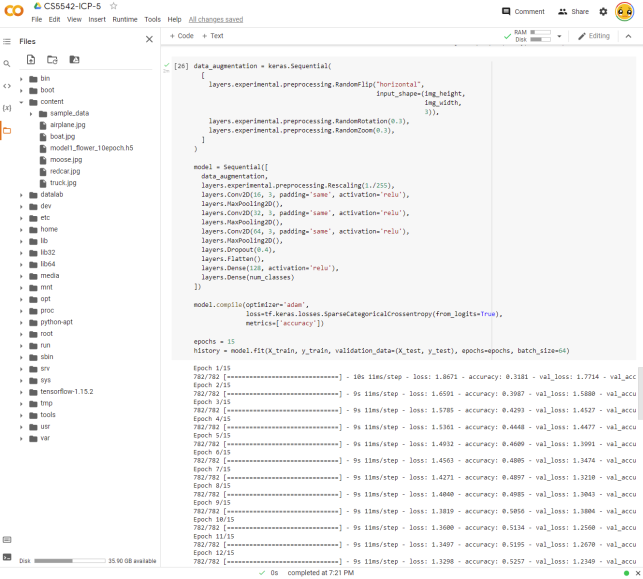 CS5542-ICP-5
File Edit View Insert Runtime Tools Help All changes saved
Comment Share
Files
+ Code + Text
RAM
Disk
Editing
bin
boot
content
sample_data
airplane.jpg
boat.jpg
model1_flower_10epoch.h5
moose.jpg
redcar.jpg
truck.jpg
datalab
dev
etc
home
lib
lib32
lib64
media
mnt
opt
proc
python-apt
root
run
sbin
srv
sys
tensorflow-1.15.2
tmp
tools
usr
var
Disk 35.90 GB available
[26] data_augmentation = keras.Sequential(
[
layers.experimental.preprocessing.RandomFlip("horizontal",
input_shape=(img_height,
img_width,
3)),
layers.experimental.preprocessing.RandomRotation(0.3),
layers.experimental.preprocessing.RandomZoom(0.3),
]
)
model = Sequential([
data_augmentation,
layers.experimental.preprocessing.Rescaling(1./255),
layers.Conv2D(16, 3, padding='same', activation='relu'),
layers.MaxPooling2D(),
layers.Conv2D(32, 3, padding='same', activation='relu'),
layers.MaxPooling2D(),
layers.Conv2D(64, 3, padding='same', activation='relu'),
layers.MaxPooling2D(),
layers.Dropout(0.4),
layers.Flatten(),
layers.Dense(128, activation='relu'),
layers.Dense(num_classes)
])
model.compile(optimizer='adam',
loss=tf.keras.losses.SparseCategoricalCrossentropy(from_logits=True),
metrics=['accuracy'])
epochs = 15
history = model.fit(X_train, y_train, validation_data=(X_test, y_test), epochs=epochs, batch_size=64)
Epoch 1/15
782/782 [==============================] - 10s 11ms/step - loss: 1.8671 - accuracy: 0.3181 - val_loss: 1.7714 - val_acc
Epoch 2/15
782/782 [==============================] - 9s 11ms/step - loss: 1.6591 - accuracy: 0.3987 - val_loss: 1.5880 - val_accu
Epoch 3/15
782/782 [==============================] - 9s 11ms/step - loss: 1.5785 - accuracy: 0.4293 - val_loss: 1.4527 - val_accu
Epoch 4/15
782/782 [==============================] - 9s 11ms/step - loss: 1.5361 - accuracy: 0.4448 - val_loss: 1.4477 - val_accu
Epoch 5/15
782/782 [==============================] - 9s 11ms/step - loss: 1.4932 - accuracy: 0.4609 - val_loss: 1.3991 - val_accu
Epoch 6/15
782/782 [==============================] - 9s 11ms/step - loss: 1.4563 - accuracy: 0.4805 - val_loss: 1.3474 - val_accu
Epoch 7/15
782/782 [==============================] - 9s 11ms/step - loss: 1.4271 - accuracy: 0.4897 - val_loss: 1.3210 - val_accu
Epoch 8/15
782/782 [==============================] - 9s 11ms/step - loss: 1.4040 - accuracy: 0.4985 - val_loss: 1.3043 - val_accu
Epoch 9/15
782/782 [==============================] - 9s 11ms/step - loss: 1.3819 - accuracy: 0.5056 - val_loss: 1.3804 - val_accu
Epoch 10/15
782/782 [==============================] - 9s 11ms/step - loss: 1.3600 - accuracy: 0.5134 - val_loss: 1.2560 - val_accu
Epoch 11/15
782/782 [==============================] - 9s 11ms/step - loss: 1.3497 - accuracy: 0.5195 - val_loss: 1.2670 - val_accu
Epoch 12/15
782/782 [==============================] - 9s 11ms/step - loss: 1.3298 - accuracy: 0.5257 - val_loss: 1.2349 - val_accu
0s completed at 7:21 PM